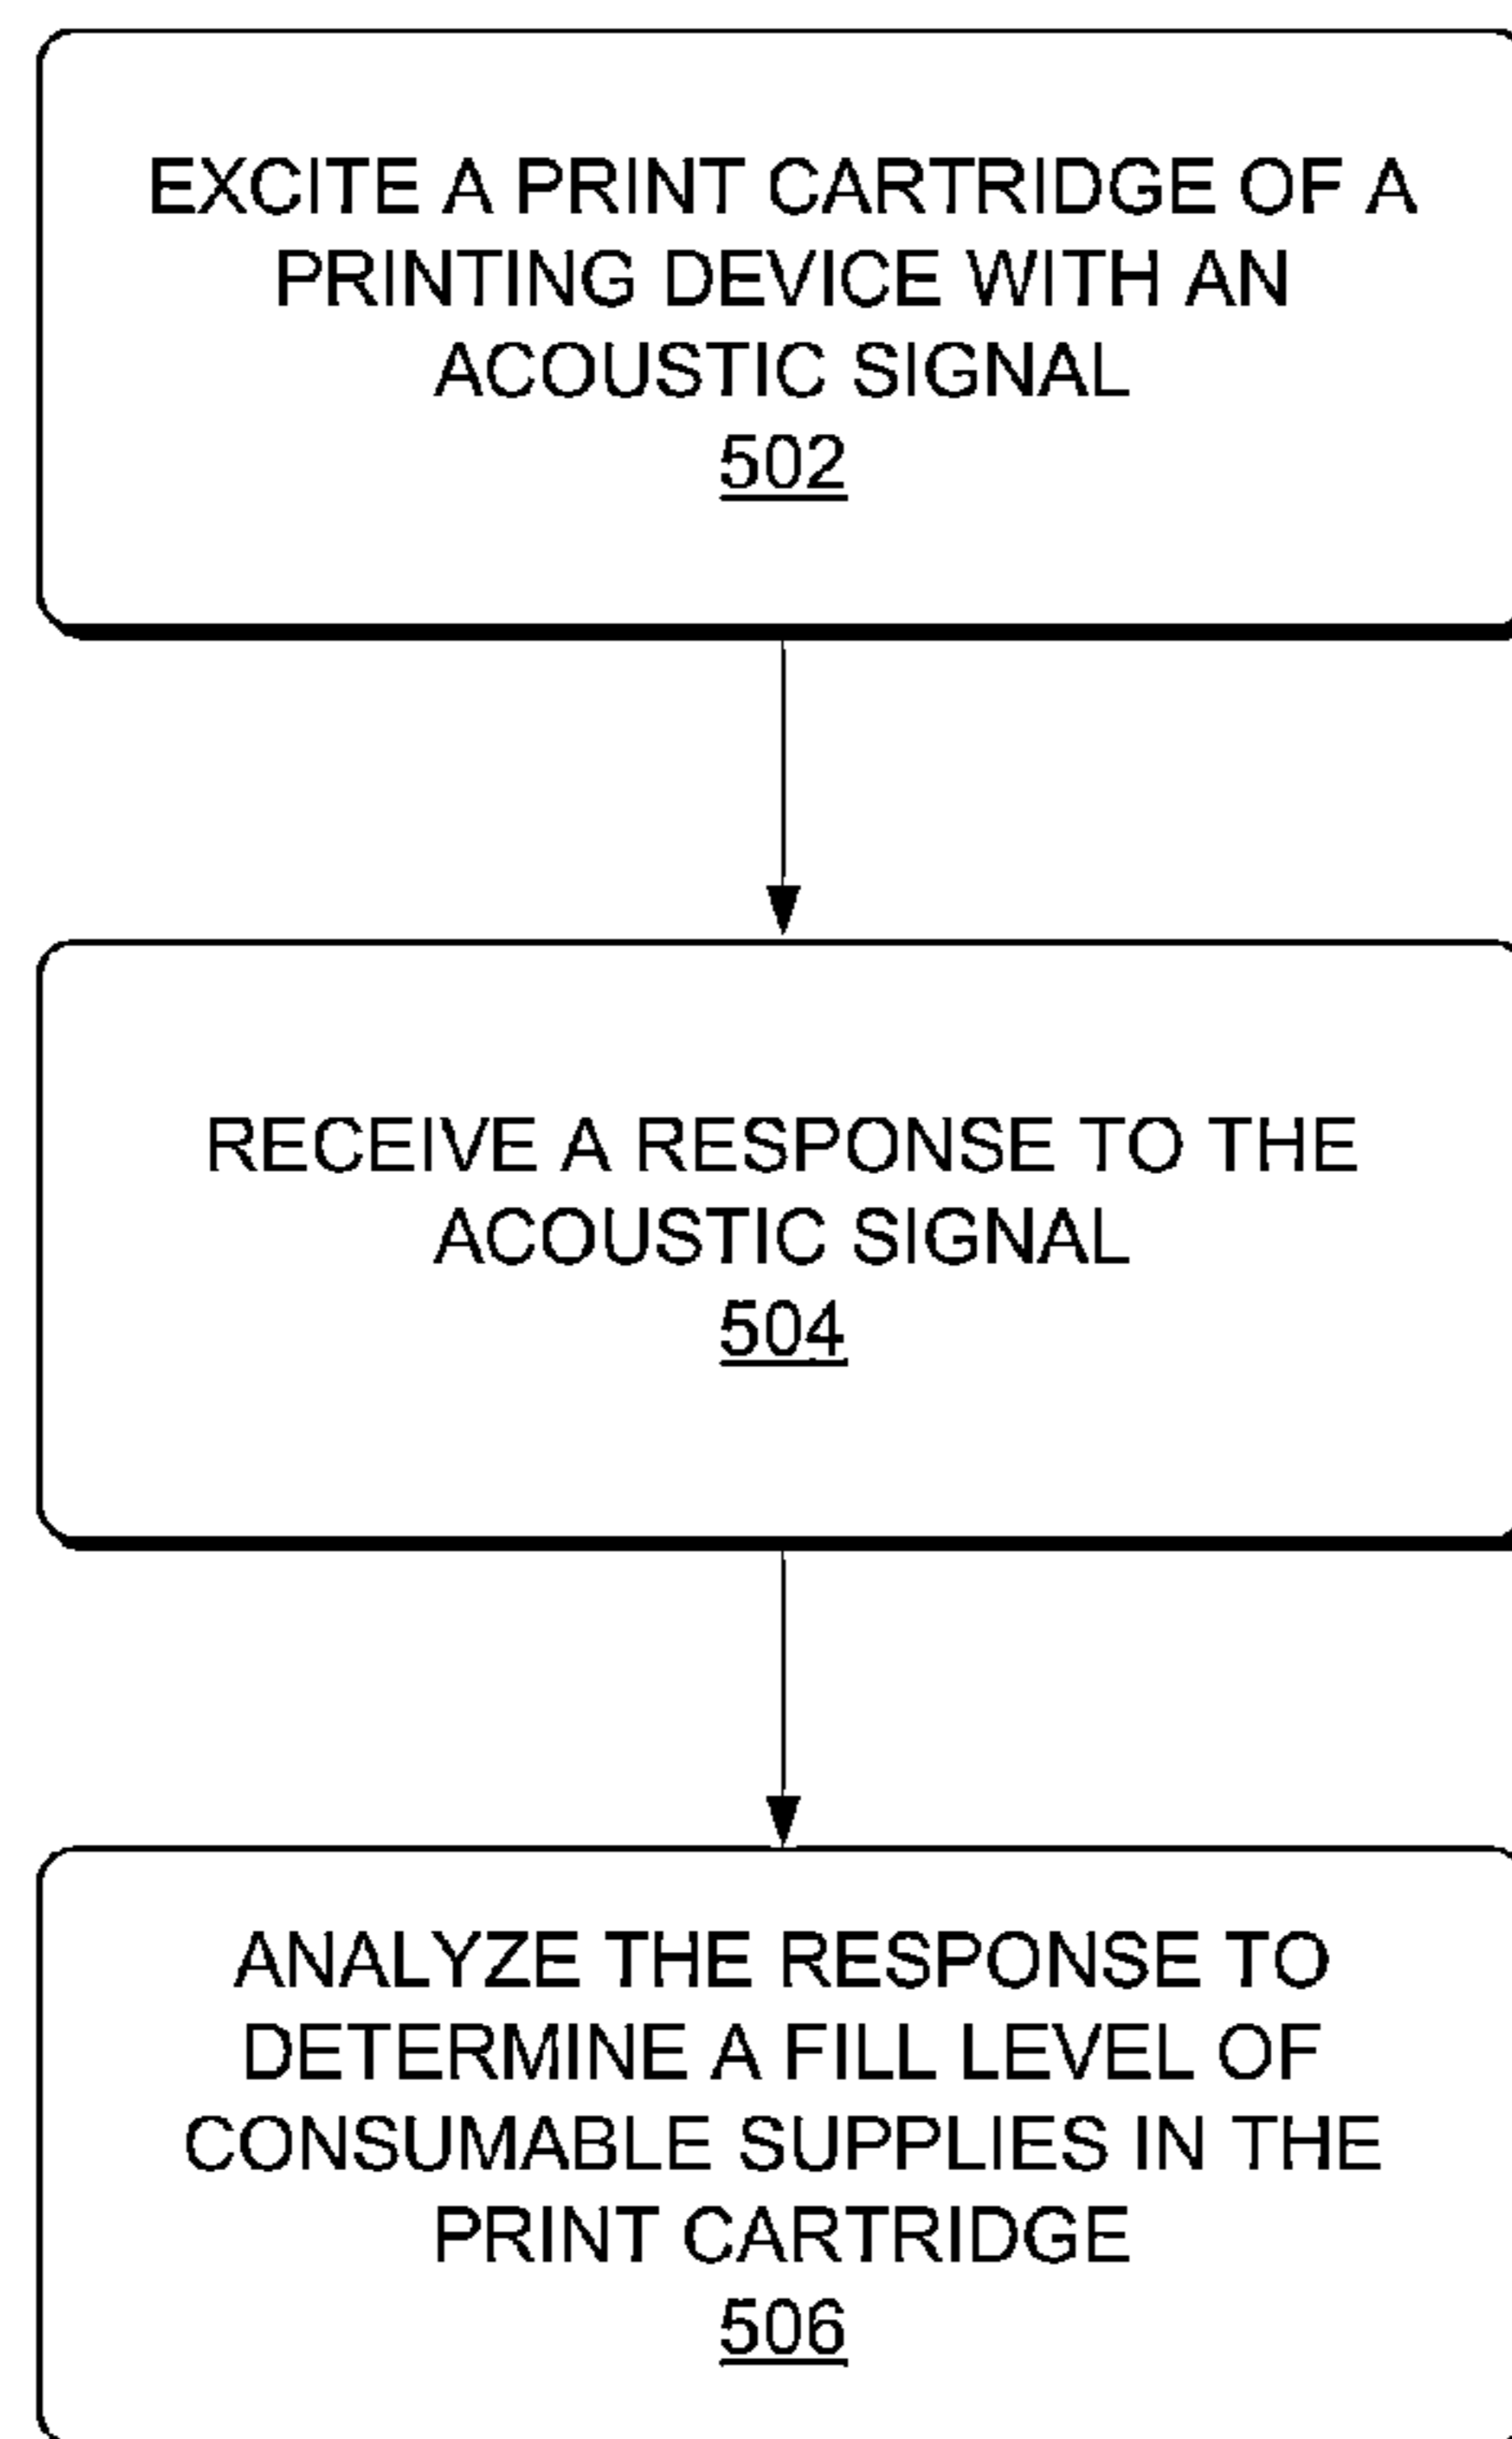 EXCITE A PRINT CARTRIDGE OF A
PRINTING DEVICE WITH AN
ACOUSTIC SIGNAL
502
RECEIVE A RESPONSE TO THE
ACOUSTIC SIGNAL
504
ANALYZE THE RESPONSE TO
DETERMINE A FILL LEVEL OF
CONSUMABLE SUPPLIES IN THE
PRINT CARTRIDGE
506